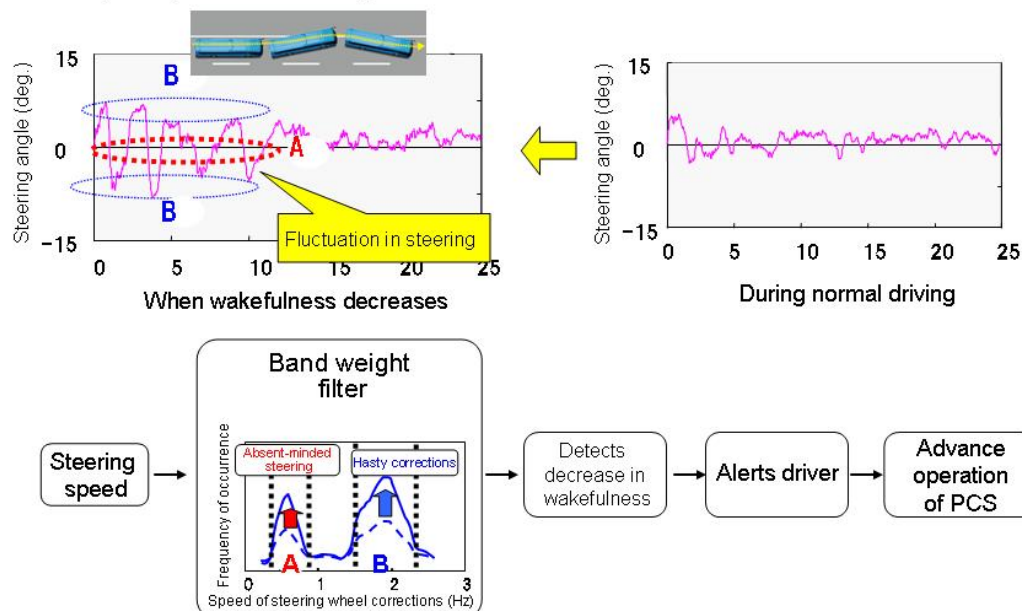 15
Steering angle (deg.)
0
-15
B
A
B
Fluctuation in steering
0 5 10 15 20 25
When wakefulness decreases
15
Steering angle (deg.)
0
-15
0 5 10 15 20 25
During normal driving
Steering
speed
Band weight
filter
Frequency of occurrence
Absent-minded
steering
Hasty corrections
A
B
0 1 2 3
Speed of steering wheel corrections (Hz)
Detects
decrease in
wakefulness
Alerts driver
Advance
operation
of PCS